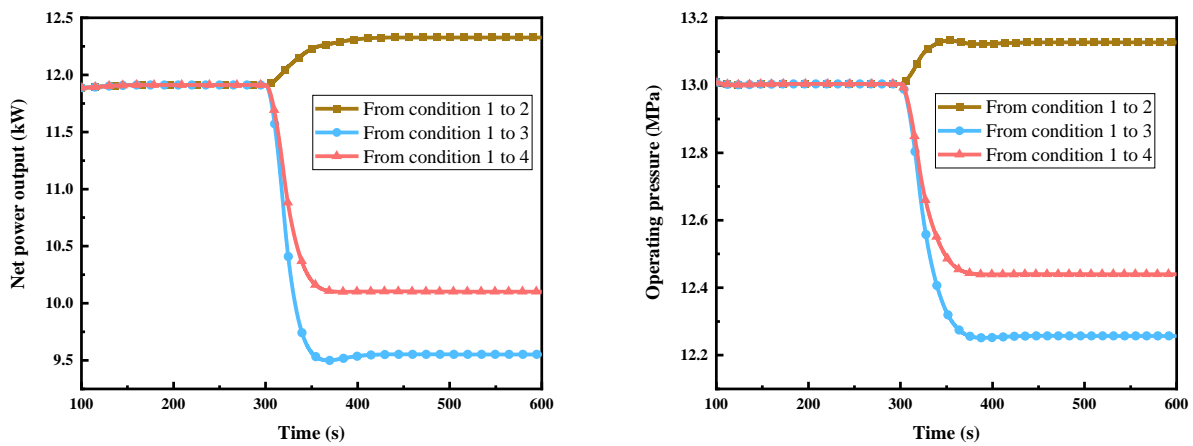 Net power output (kW)
12.5
12.0
11.5
11.0
10.5
10.0
9.5
From condition 1 to 2
From condition 1 to 3
From condition 1 to 4
100 200 300 400 500 600
Time (s)
Operating pressure (MPa)
13.2
13.0
12.8
12.6
12.4
12.2
From condition 1 to 2
From condition 1 to 3
From condition 1 to 4
100 200 300 400 500 600
Time (s)